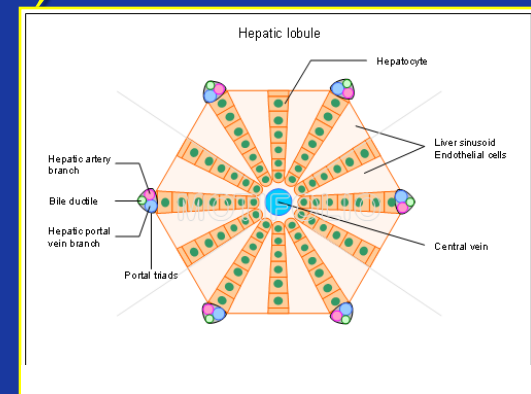 Hepatic lobule
Hepatocyte
Liver sinusoid
Endothelial cells
Hepatic artery
branch
Bile ductile
Hepatic portal
vein branch
Central vein
Portal triads